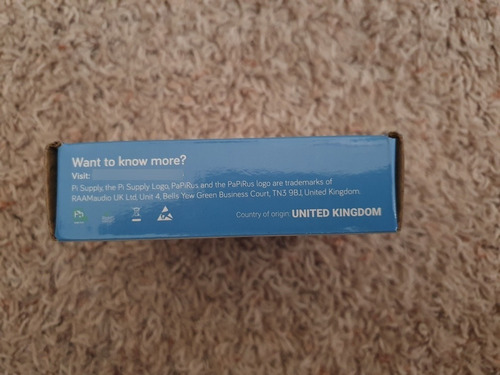 Want to know more?
Visit:
Pi Supply, the Pi Supply Logo, PaPiRus and the PaPiRus logo are trademarks of
RAAMaudio UK Ltd. Unit 4, Bells Yew Green Business Court, TN3 9BJ, United Kingdom.
Pb
Country of origin: UNITED KINGDOM